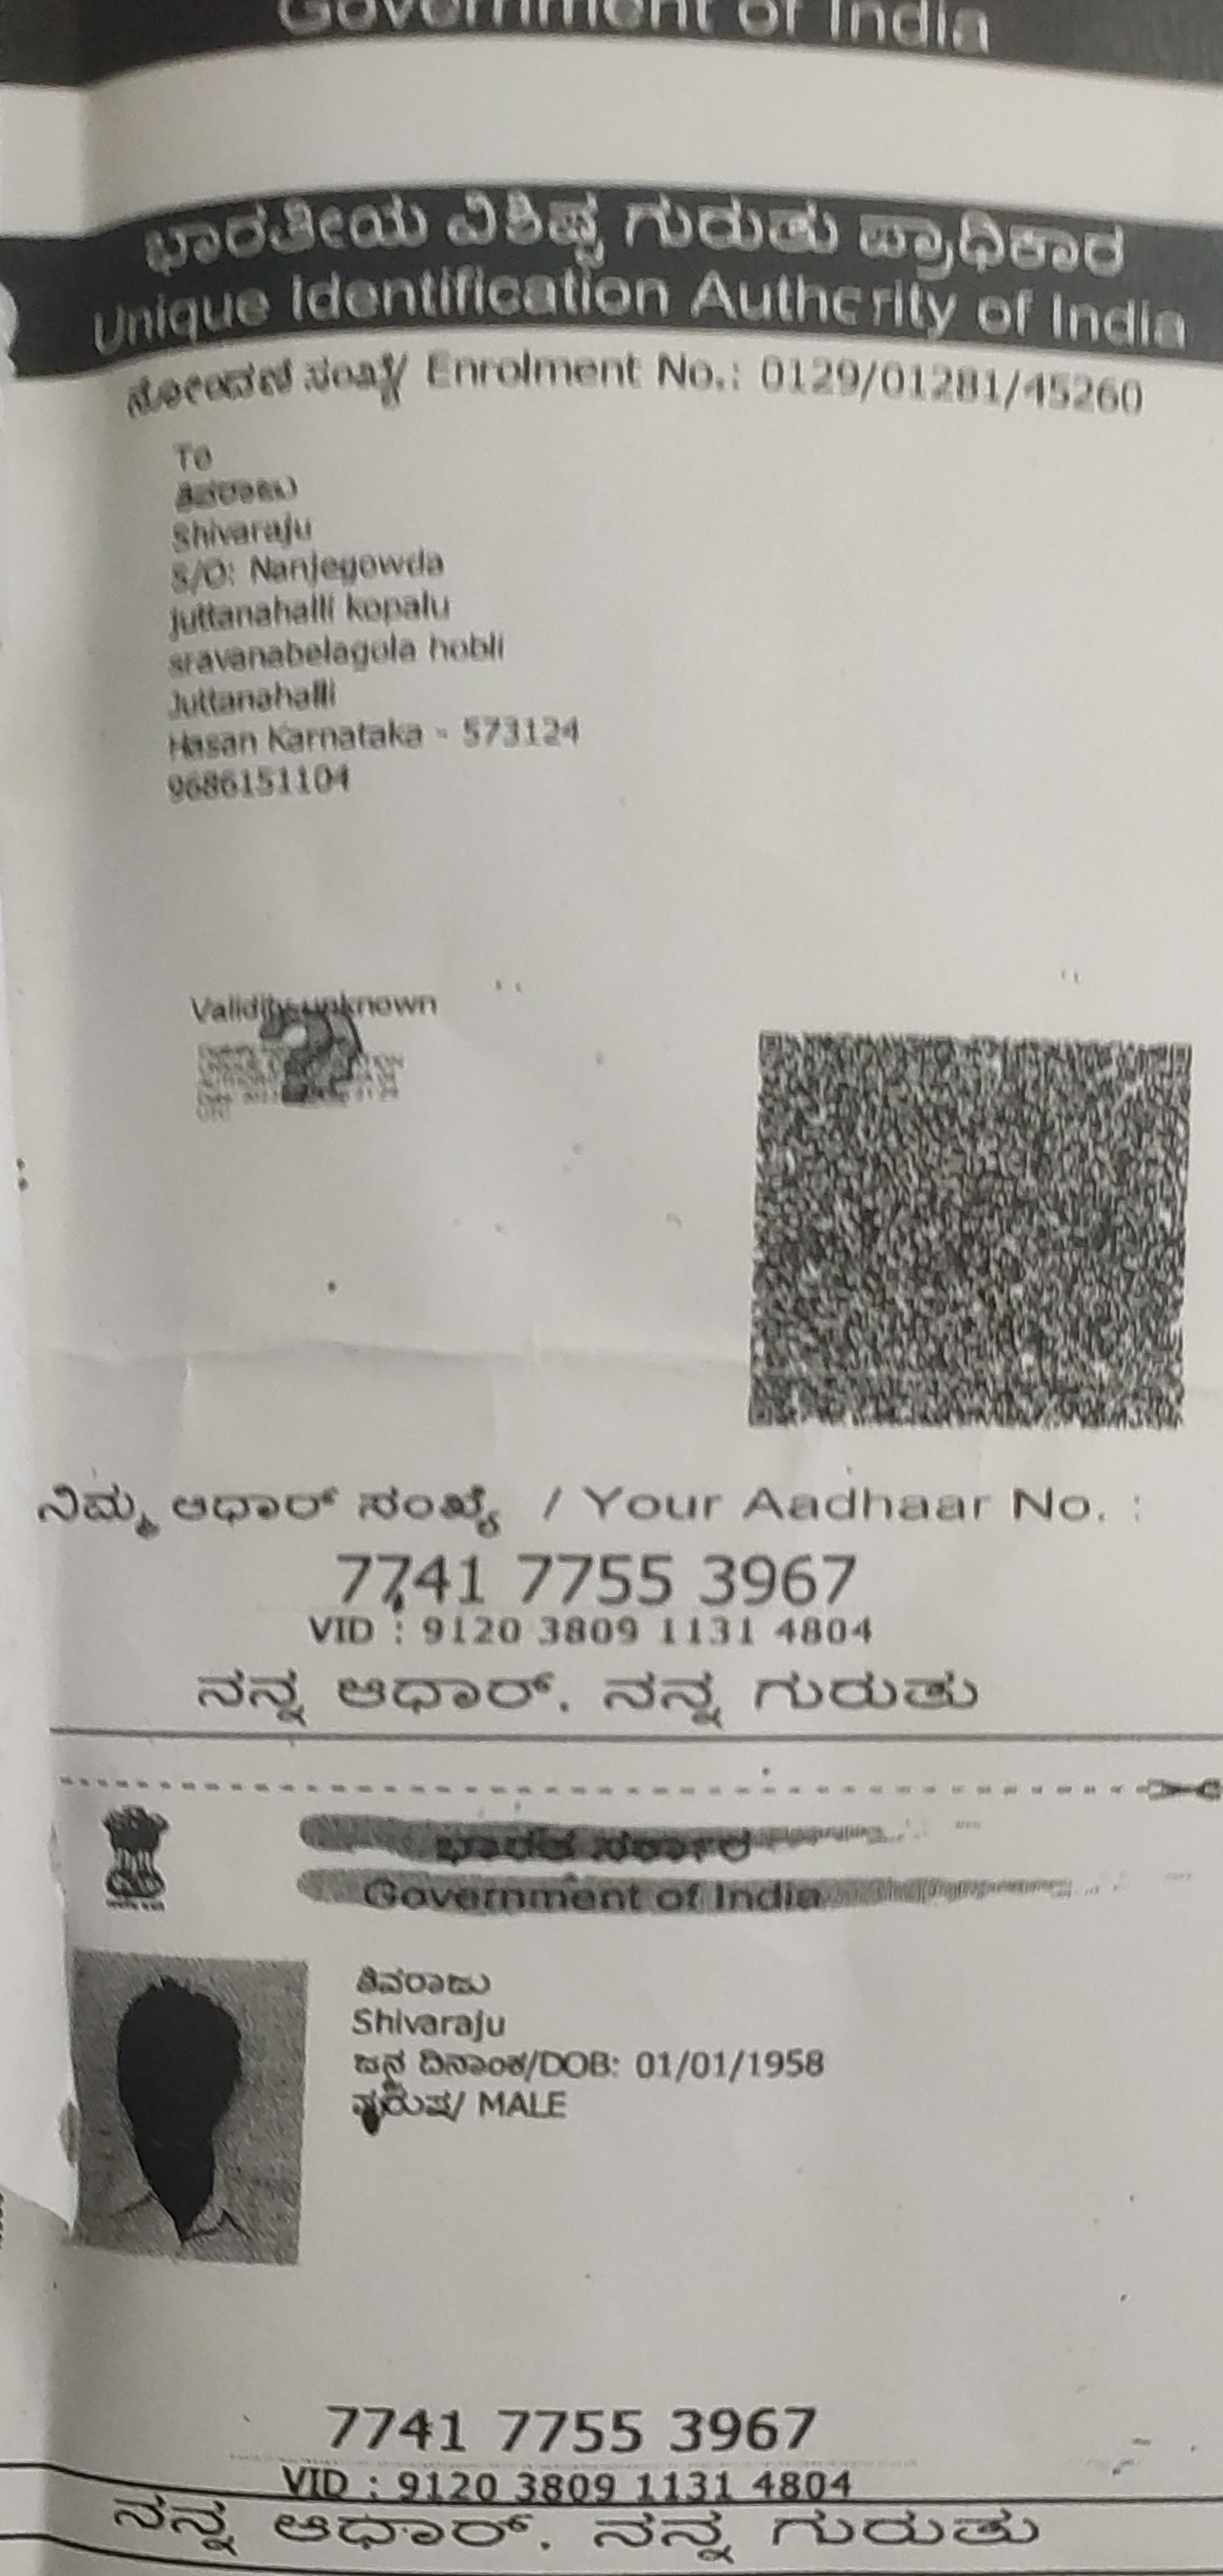 Government of India
ಭಾರತೀಯ ವಿಶಿಷ್ಟ ಗುರುತು ಪ್ರಾಧಿಕಾರ
Unique Identification Authority of India
ನೋಂದಣಿ ಸಂಖ್ಯೆ/ Enrolment No.: 0129/01281/45260
To
ಶಿವರಾಜು
Shivaraju
S/O: Nanjegowda
juttanahalli kopalu
sravanabelagola hobli
Juttanahalli
Hasan Karnataka - 573124
9686151104
Validity unknown
ನಿಮ್ಮ ಆಧಾರ್ ಸಂಖ್ಯೆ / Your Aadhaar No. :
7741 7755 3967
VID : 9120 3809 1131 4804
ನನ್ನ ಆಧಾರ್, ನನ್ನ ಗುರುತು
ಭಾರತ ಸರ್ಕಾರ
Government of India
ಶಿವರಾಜು
Shivaraju
ಜನ್ಮ ದಿನಾಂಕ/DOB: 01/01/1958
ಪುರುಷ/ MALE
7741 7755 3967
VID : 9120 3809 1131 4804
ನನ್ನ ಆಧಾರ್, ನನ್ನ ಗುರುತು